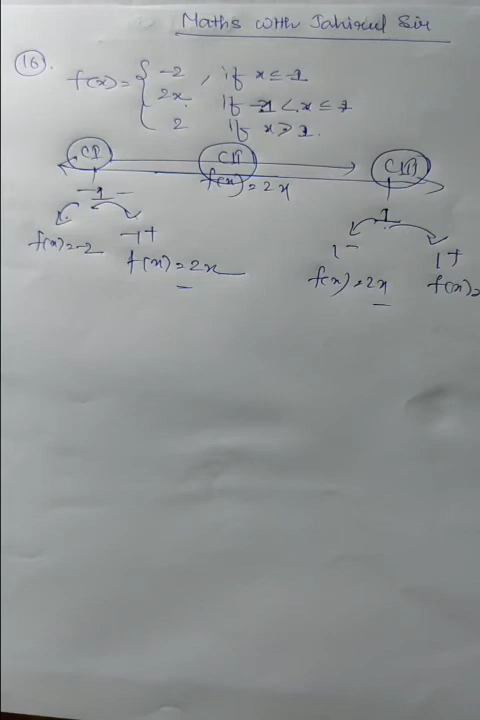 Maths with Jahirul Sir
(16). f(x) = { -2 , if x ≤ -1
2x , if -1 < x ≤ 1
2 if x > 1.
CI CII CIII
f(x) = 2x
-1 1
-1+ 1- 1+
f(x) = -2 f(x) = 2x f(x) = 2x f(x) =